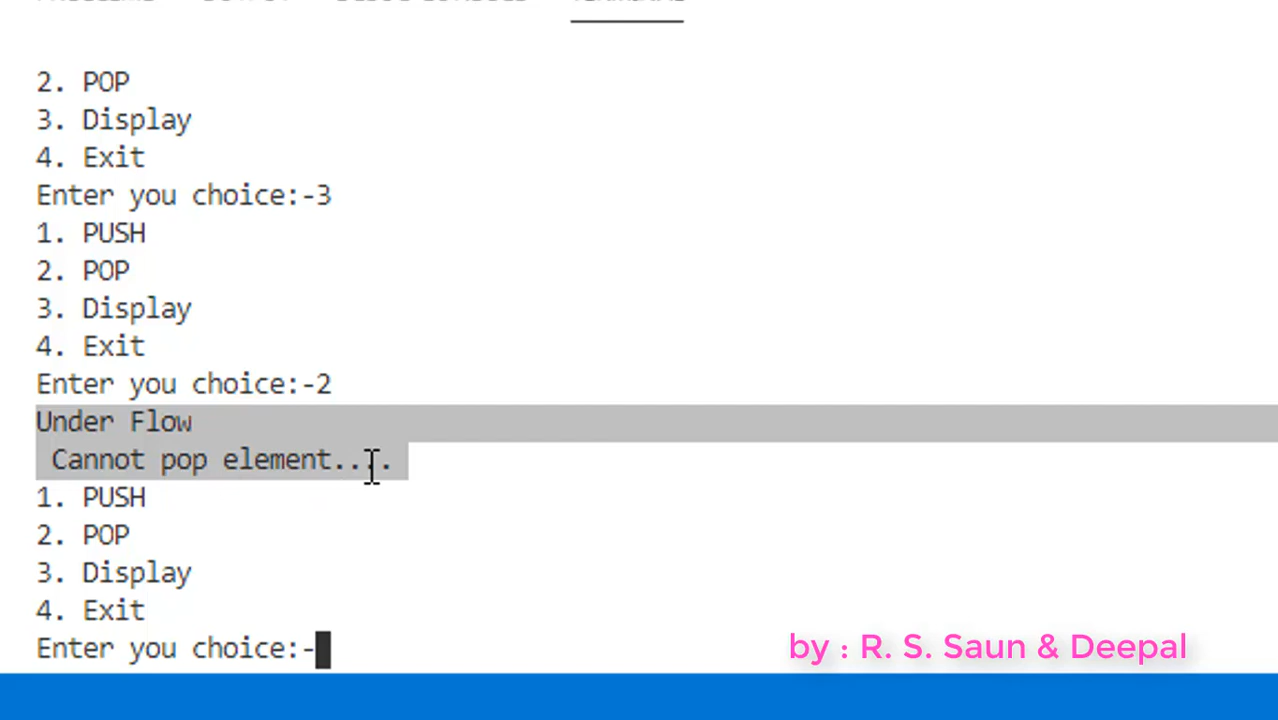 2. POP
3. Display
4. Exit
Enter you choice:-3
1. PUSH
2. POP
3. Display
4. Exit
Enter you choice:-2
Under Flow
Cannot pop element....
1. PUSH
2. POP
3. Display
4. Exit
Enter you choice:-
by : R. S. Saun & Deepal